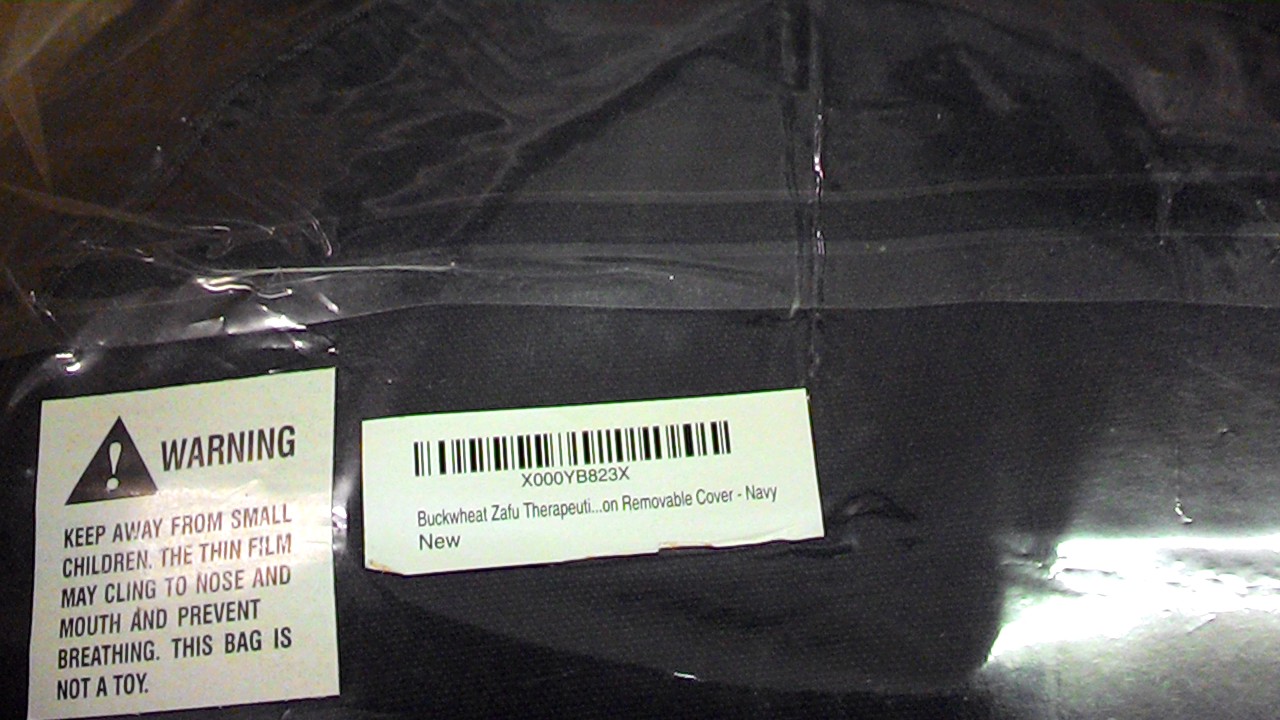 WARNING
KEEP AWAY FROM SMALL
CHILDREN. THE THIN FILM
MAY CLING TO NOSE AND
MOUTH AND PREVENT
BREATHING. THIS BAG IS
NOT A TOY.
X000YB823X
Buckwheat Zafu Therapeuti...on Removable Cover - Navy
New